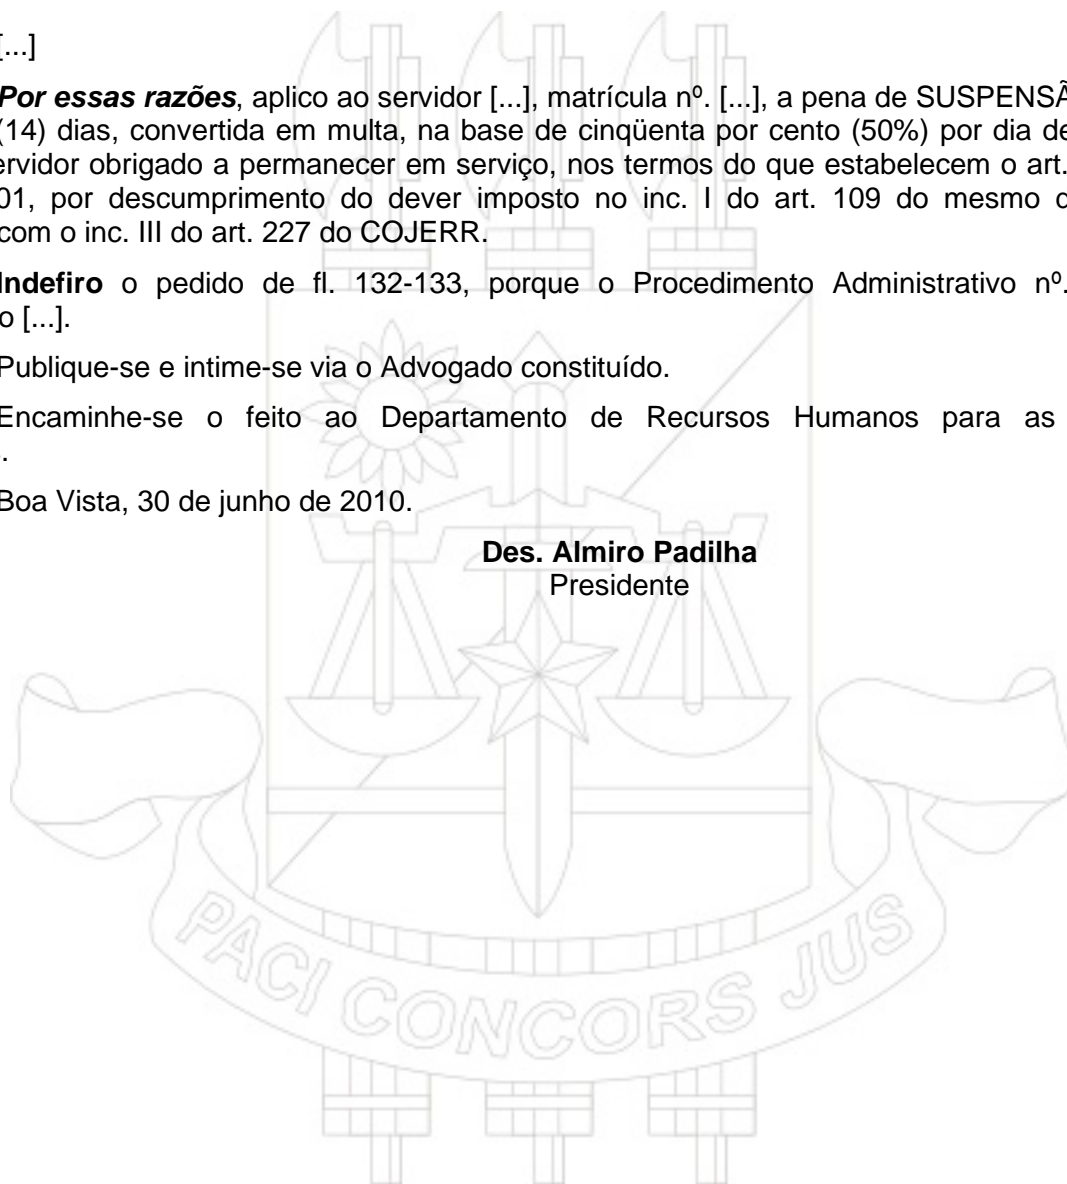 [...]
Por essas razões, aplico ao servidor [...], matrícula nº. [...], a pena de SUSPENSÃ
(14) dias, convertida em multa, na base de cinqüenta por cento (50%) por dia de
ervidor obrigado a permanecer em serviço, nos termos do que estabelecem o art.
01, por descumprimento do dever imposto no inc. I do art. 109 do mesmo
com o inc. III do art. 227 do COJERR.
Indefiro o pedido de fl. 132-133, porque o Procedimento Administrativo nº.
o [...].
Publique-se e intime-se via o Advogado constituído.
Encaminhe-se o feito ao Departamento de Recursos Humanos para as
.
Boa Vista, 30 de junho de 2010.
Des. Almiro Padilha
Presidente
PACI CONCORS JUS